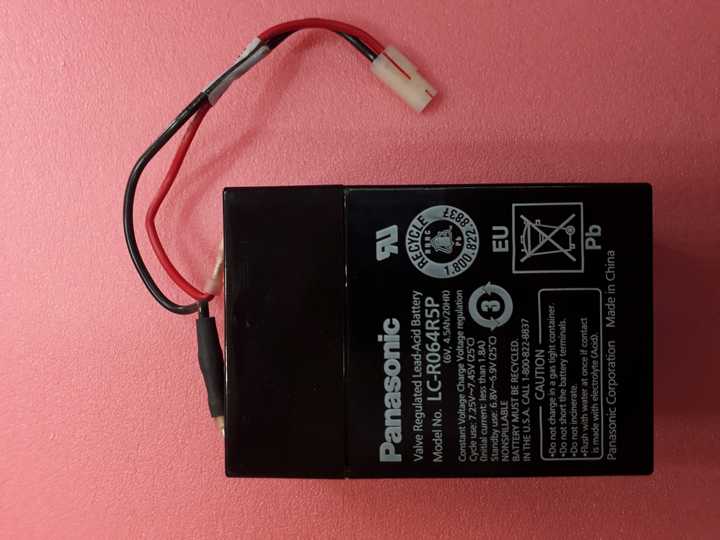 Panasonic
Valve Regulated Lead-Acid Battery
Model No. LC-R064R5P
(6V, 4.5Ah/20HR)
Constant Voltage Charge Voltage regulation
Cycle use: 7.25V~7.45V (25℃)
(Initial current: less than 1.8A)
Standby use: 6.8V~6.9V (25℃)
NONSPILLABLE
BATTERY MUST BE RECYCLED.
IN THE U.S.A. CALL 1-800-822-8837
3
RECYCLE
RBRC
Pb
1.800.822.8837
EU
Pb
CAUTION
•Do not charge in a gas tight container.
•Do not short the battery terminals.
•Do not incinerate.
•Flush with water at once if contact
is made with electrolyte (Acid).
Panasonic Corporation Made in China